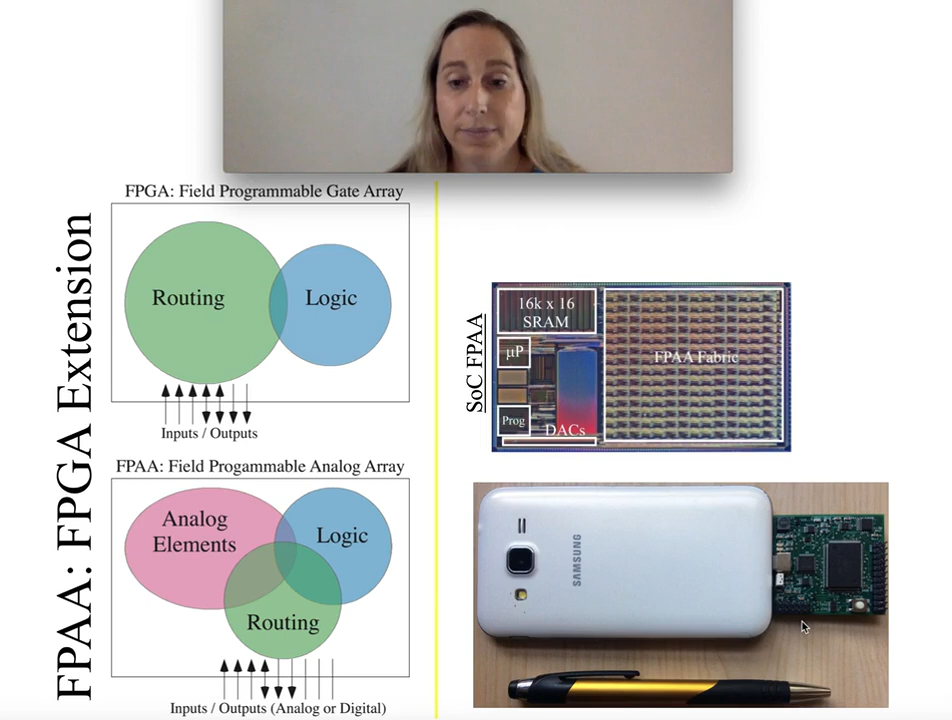 FPAA: FPGA Extension
FPGA: Field Programmable Gate Array
Routing
Logic
Inputs / Outputs
FPAA: Field Progammable Analog Array
Analog
Elements
Logic
Routing
Inputs / Outputs (Analog or Digital)
SoC FPAA
16k x 16
SRAM
μP
Prog
DACs
FPAA Fabric
SAMSUNG